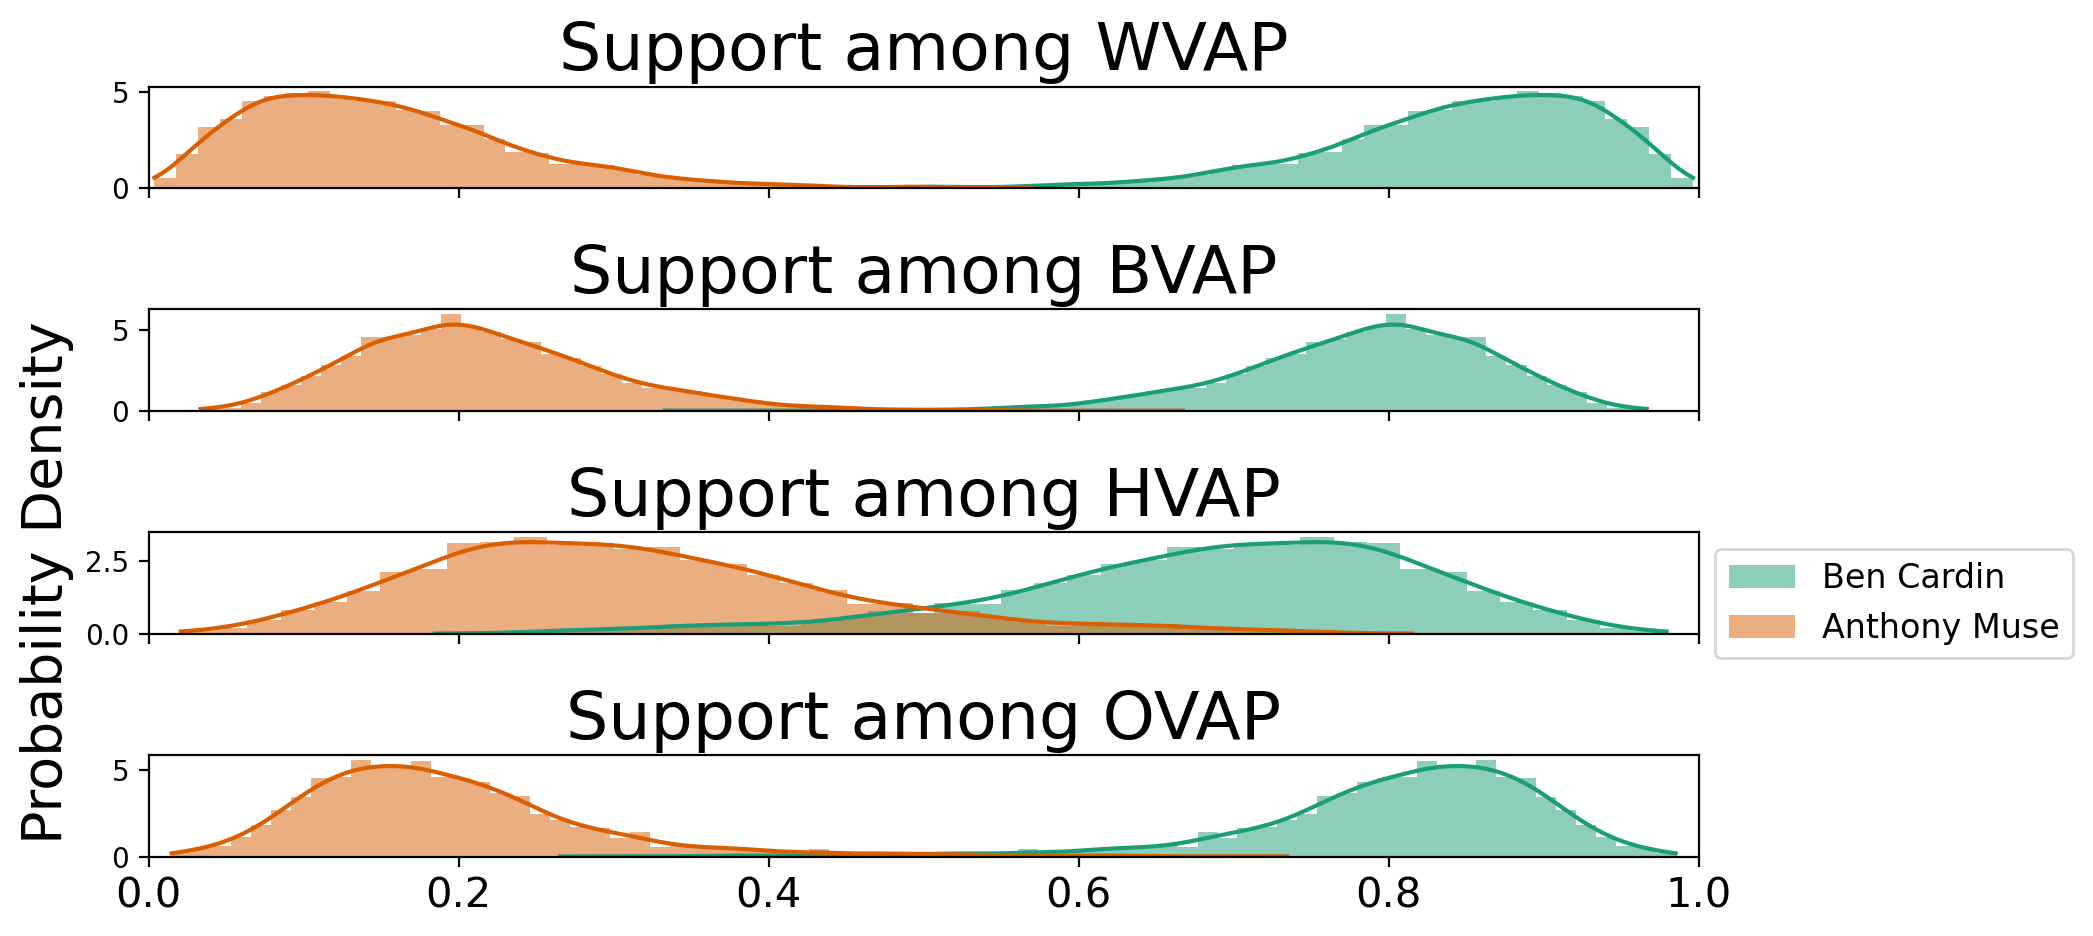 Support among WVAP
5
0
Support among BVAP
5
0
Support among HVAP
2.5
0.0
Support among OVAP
5
0
0.0 0.2 0.4 0.6 0.8 1.0
Probability Density
Ben Cardin
Anthony Muse